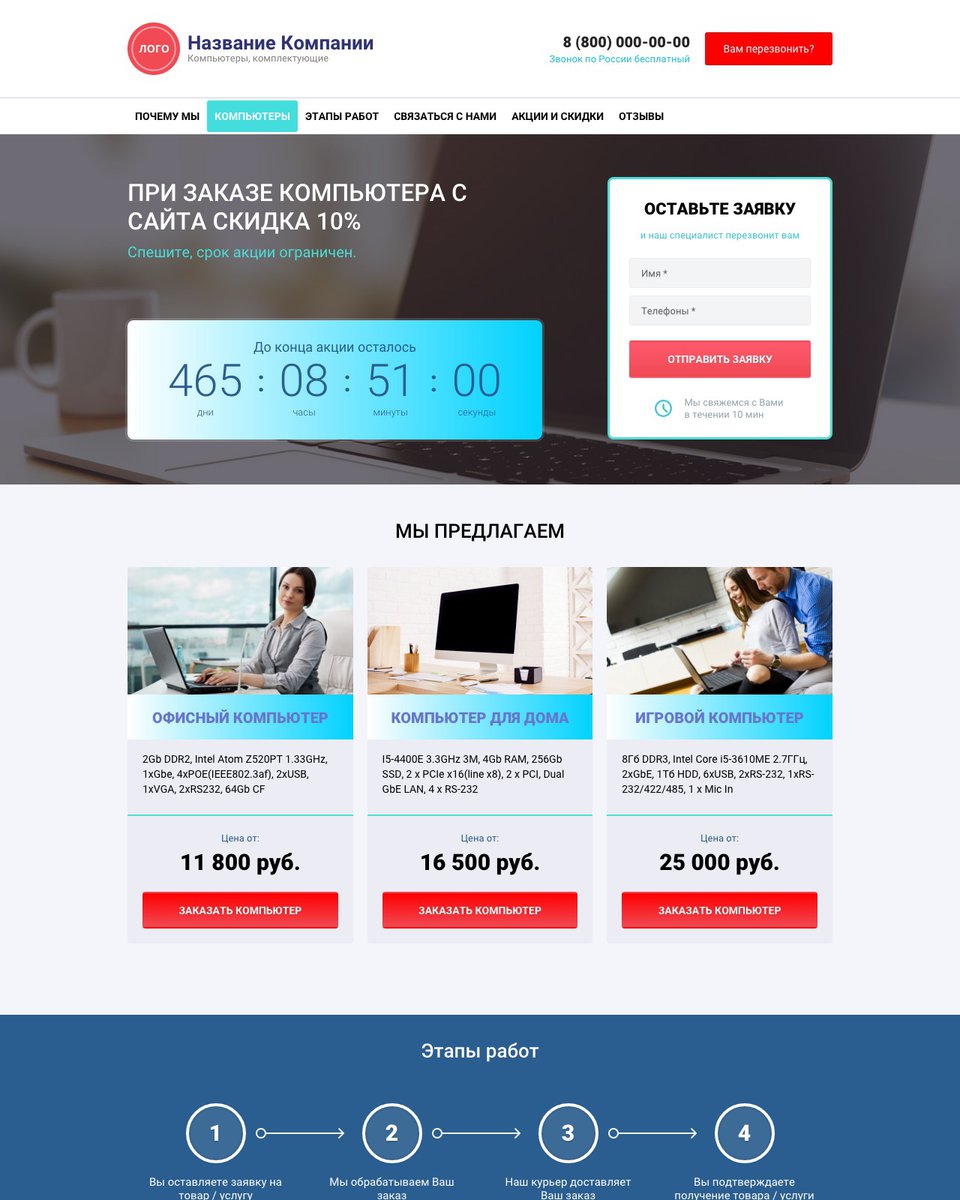 ЛОГО
Название Компании
Компьютеры, комплектующие
8 (800) 000-00-00
Звонок по России бесплатный
Вам перезвонить?
ПОЧЕМУ МЫ
КОМПЬЮТЕРЫ
ЭТАПЫ РАБОТ
СВЯЗАТЬСЯ С НАМИ
АКЦИИ И СКИДКИ
ОТЗЫВЫ
ПРИ ЗАКАЗЕ КОМПЬЮТЕРА С
САЙТА СКИДКА 10%
Спешите, срок акции ограничен.
До конца акции осталось
465 : 08 : 51 : 00
дни часы минуты секунды
ОСТАВЬТЕ ЗАЯВКУ
и наш специалист перезвонит вам
Имя *
Телефоны *
ОТПРАВИТЬ ЗАЯВКУ
Мы свяжемся с Вами
в течении 10 мин
МЫ ПРЕДЛАГАЕМ
ОФИСНЫЙ КОМПЬЮТЕР
2Gb DDR2, Intel Atom Z520PT 1.33GHz,
1xGbe, 4xPOE(IEEE802.3af), 2xUSB,
1xVGA, 2xRS232, 64Gb CF
Цена от:
11 800 руб.
ЗАКАЗАТЬ КОМПЬЮТЕР
КОМПЬЮТЕР ДЛЯ ДОМА
I5-4400E 3.3GHz 3M, 4Gb RAM, 256Gb
SSD, 2 x PCIe x16(line x8), 2 x PCI, Dual
GbE LAN, 4 x RS-232
Цена от:
16 500 руб.
ЗАКАЗАТЬ КОМПЬЮТЕР
ИГРОВОЙ КОМПЬЮТЕР
8Гб DDR3, Intel Core i5-3610ME 2.7ГГц,
2xGbE, 1Тб HDD, 6xUSB, 2xRS-232, 1xRS-
232/422/485, 1 x Mic In
Цена от:
25 000 руб.
ЗАКАЗАТЬ КОМПЬЮТЕР
Этапы работ
1
Вы оставляете заявку на
товар / услугу
2
Мы обрабатываем Ваш
заказ
3
Наш курьер доставляет
Ваш заказ
4
Вы подтверждаете
получение товара / услуги